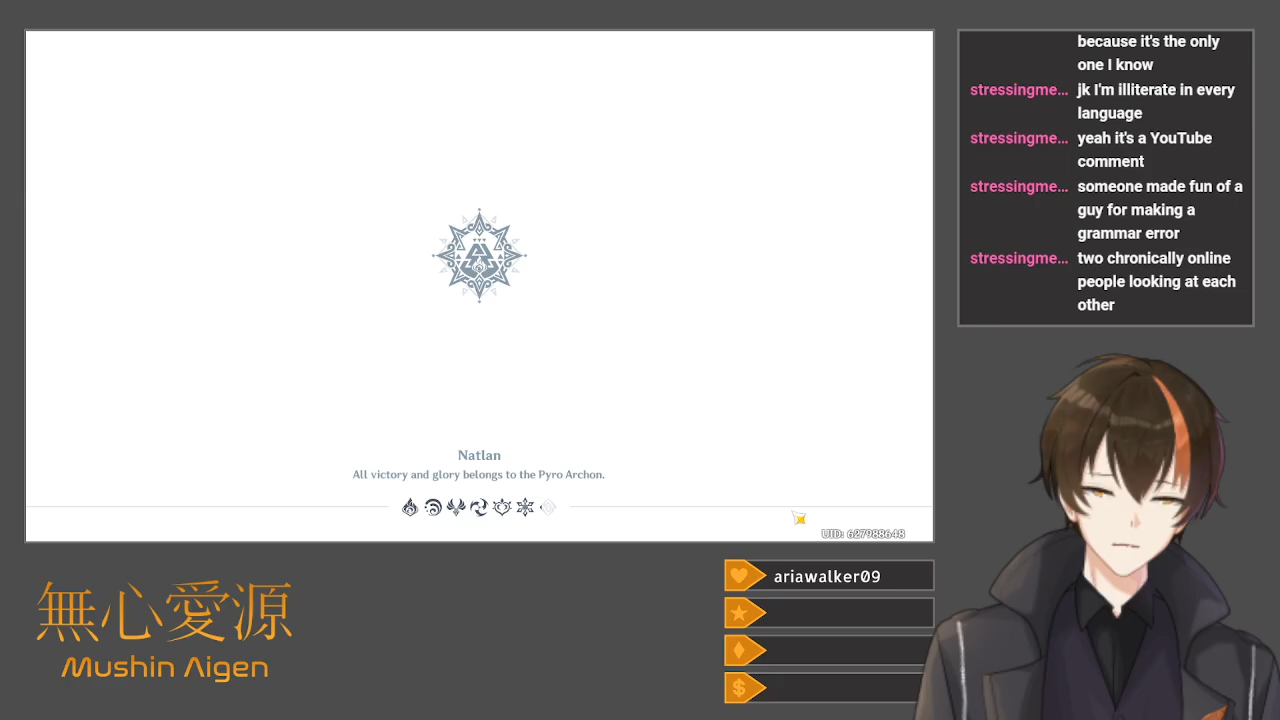 because it's the only
one I know
stressingme... jk I'm illiterate in every
language
stressingme... yeah it's a YouTube
comment
stressingme... someone made fun of a
guy for making a
grammar error
stressingme... two chronically online
people looking at each
other
Natlan
All victory and glory belongs to the Pyro Archon.
UID: 627988648
ariawalker09
無心愛源
Mushin Aigen